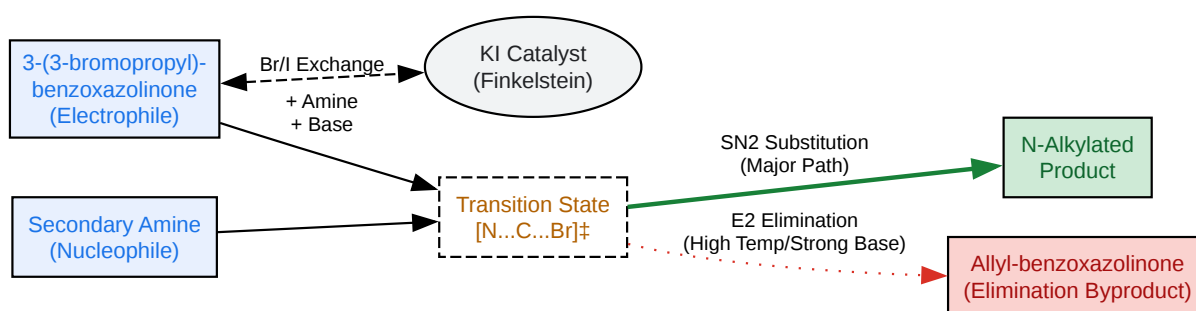 3-(3-bromopropyl)-
benzoxazolinone
(Electrophile)
Br/I Exchange
KI Catalyst
(Finkelstein)
+ Amine
+ Base
Secondary Amine
(Nucleophile)
Transition State
[N...C...Br]‡
SN2 Substitution
(Major Path)
N-Alkylated
Product
E2 Elimination
(High Temp/Strong Base)
Allyl-benzoxazolinone
(Elimination Byproduct)